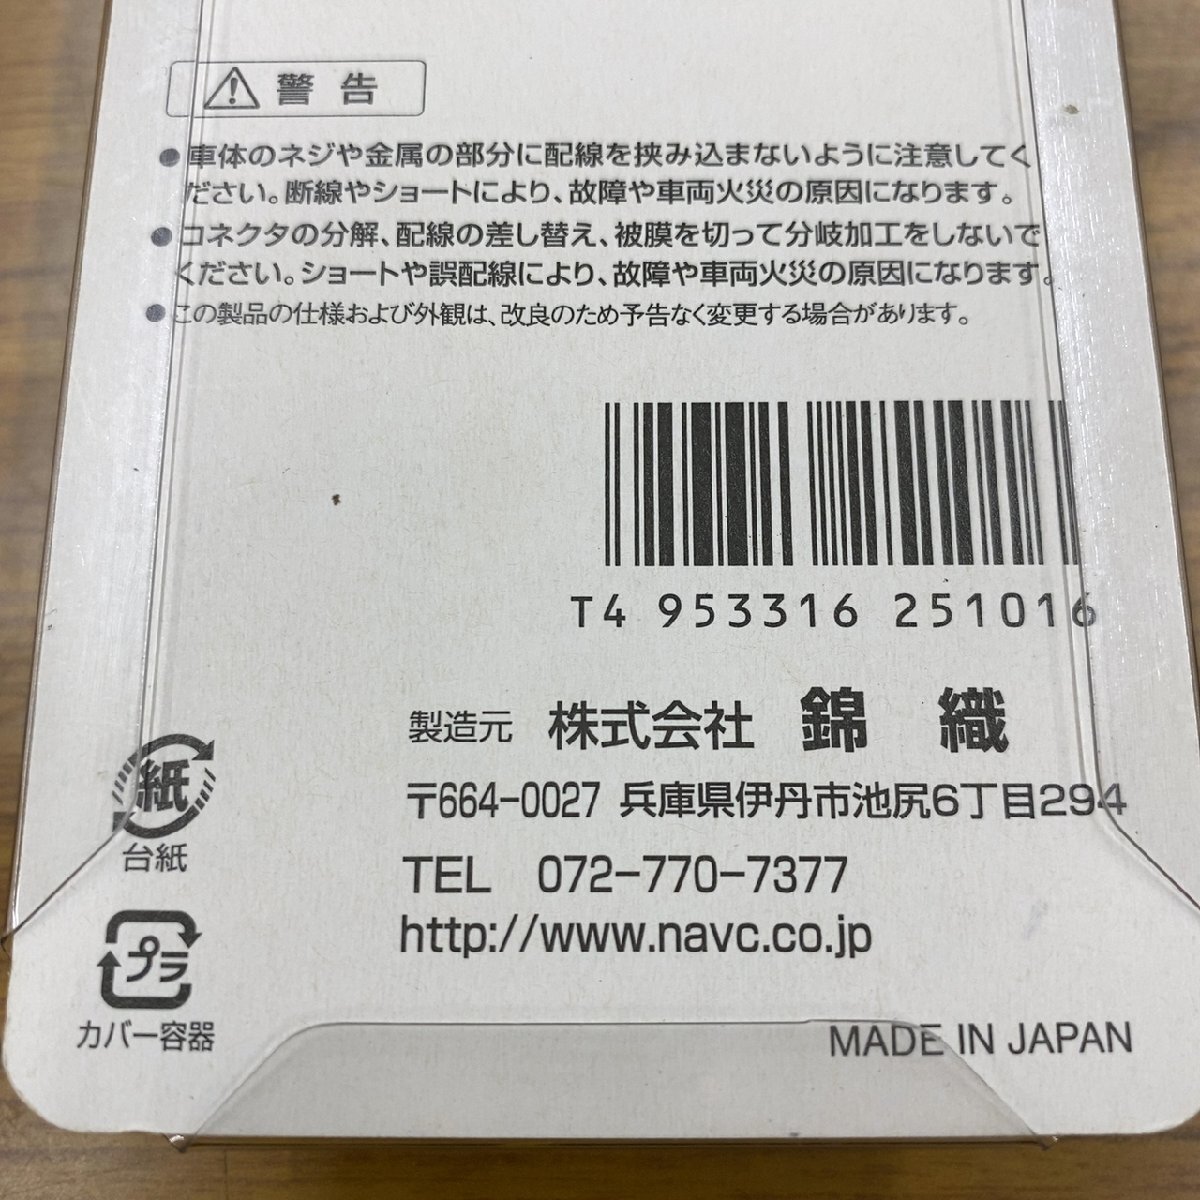 警告
●車体のネジや金属の部分に配線を挟み込まないように注意してく
ださい。断線やショートにより、故障や車両火災の原因になります。
●コネクタの分解、配線の差し替え、被膜を切って分岐加工をしないで
ください。ショートや誤配線により、故障や車両火災の原因になります。
●この製品の仕様および外観は、改良のため予告なく変更する場合があります。
T4 953316 251016
製造元 株式会社 錦織
〒664-0027 兵庫県伊丹市池尻6丁目294
紙
台紙
TEL 072-770-7377
http://www.navc.co.jp
プラ
カバー容器
MADE IN JAPAN